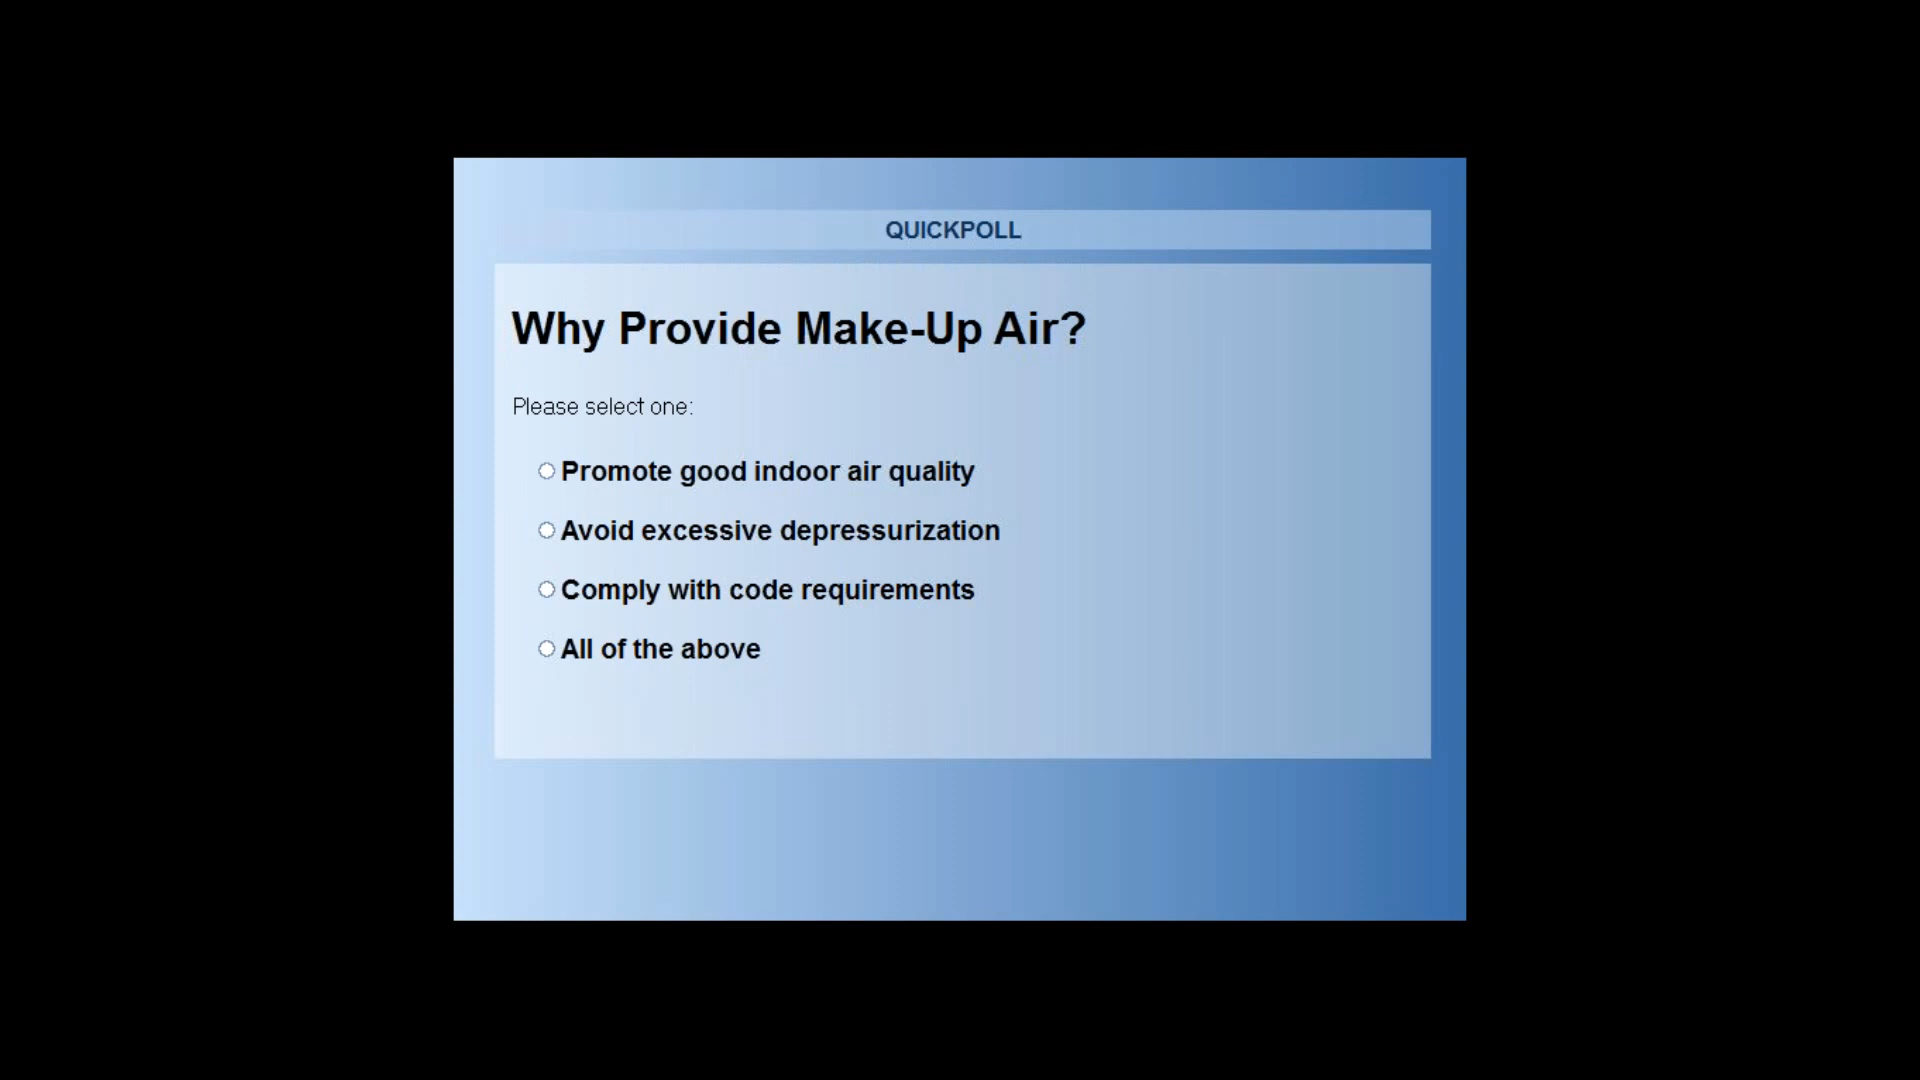 QUICKPOLL
Why Provide Make-Up Air?
Please select one:
Promote good indoor air quality
Avoid excessive depressurization
Comply with code requirements
All of the above